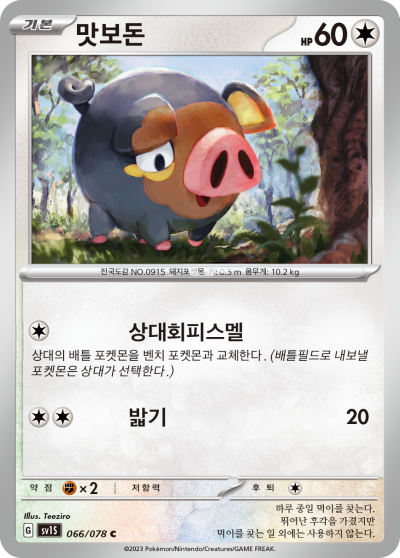 기본 맛보돈 HP 60
전국도감 NO.0915 돼지포켓몬 키: 0.5 m 몸무게: 10.2 kg
상대회피스멜
상대의 배틀 포켓몬을 벤치 포켓몬과 교체한다. (배틀필드로 내보낼
포켓몬은 상대가 선택한다.)
밟기 20
약점 ×2 저항력 후퇴
Illus. Teeziro
G sv1S 066/078 C
하루 종일 먹이를 찾는다.
뛰어난 후각을 가졌지만
먹이를 찾는 일 외에는 사용하지 않는다.
©2023 Pokémon/Nintendo/Creatures/GAME FREAK.